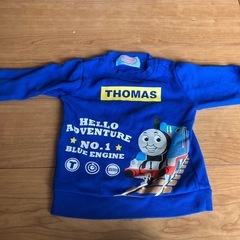 THOMAS
HELLO
ADVENTURE
NO.1
BLUE ENGINE
T